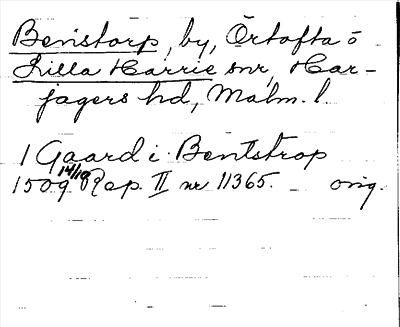 Benstorp, by, Örtofta o
Lilla Harrie snr, Har-
jagers hd, Malm. l.
1 Gaard i Bentstrop
1509 14/10 Rep. II nr 11365. orig.